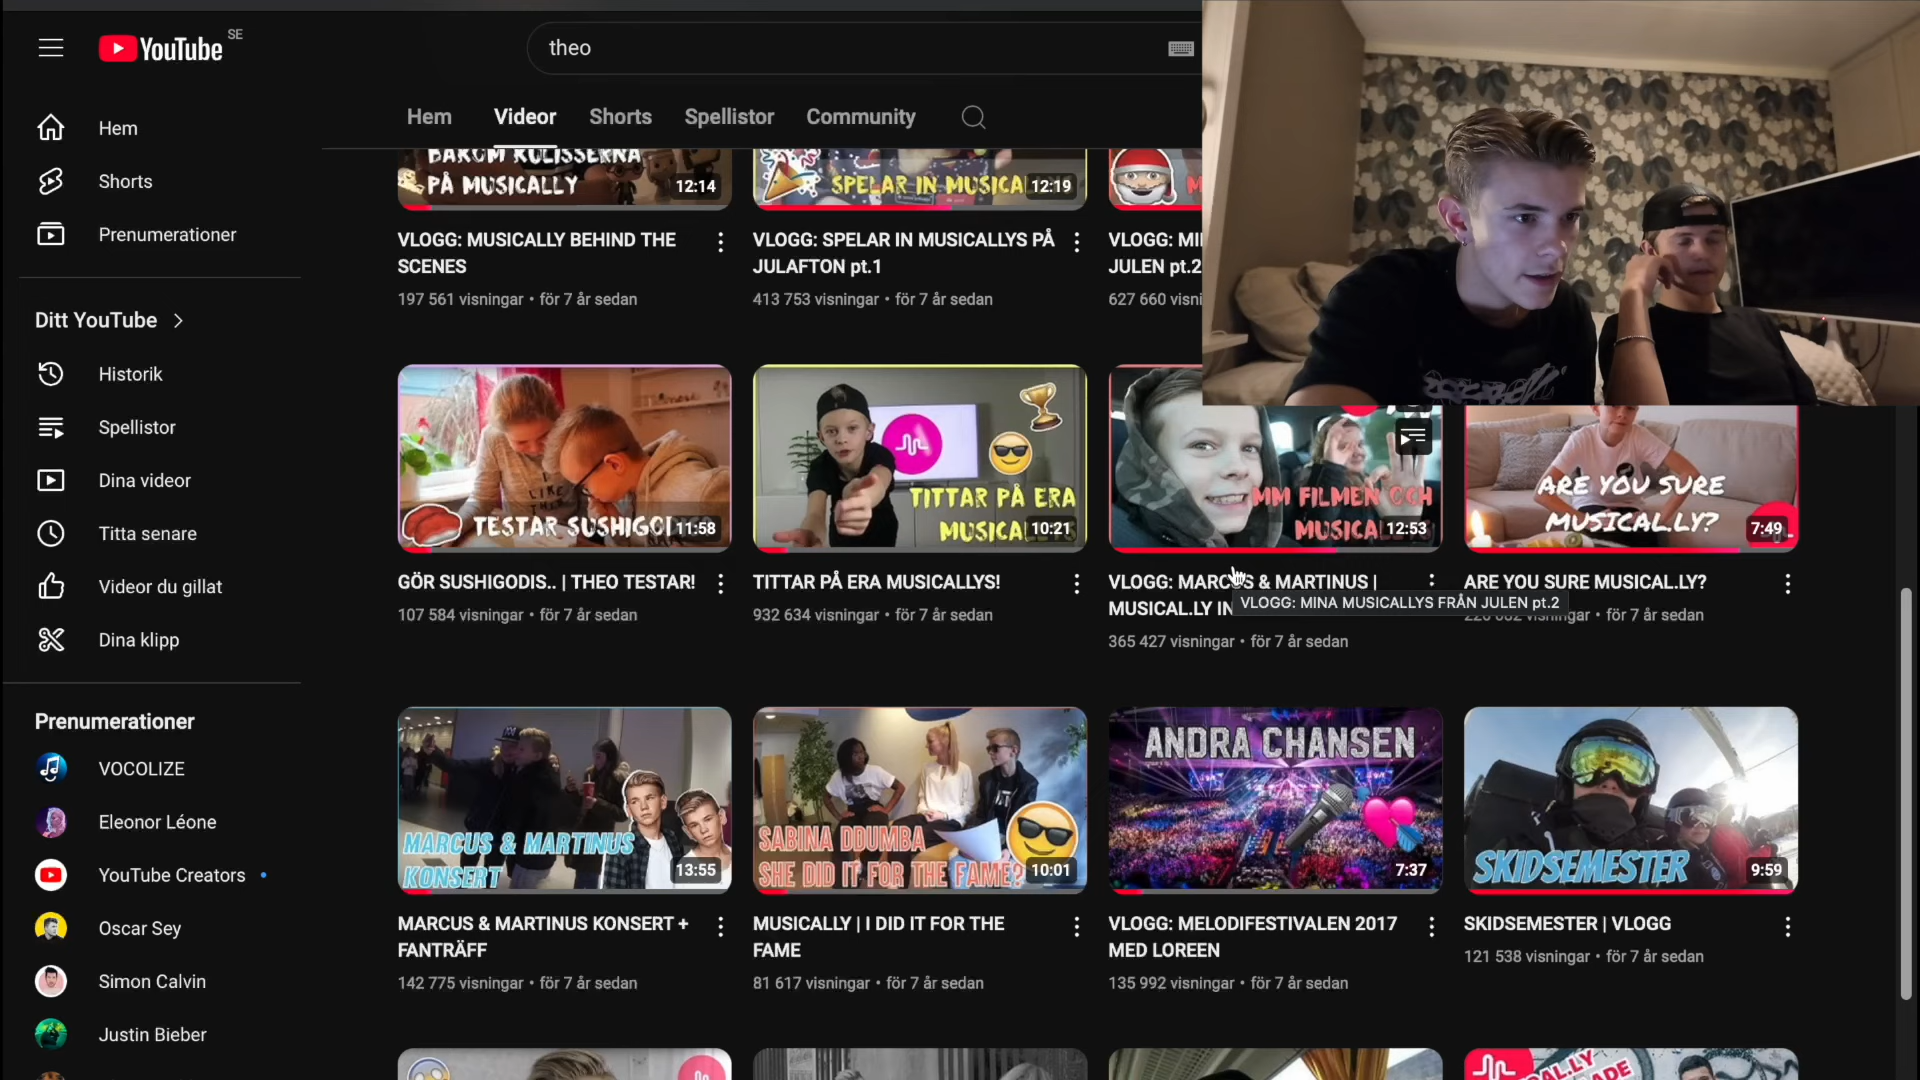 YouTube SE
theo
Hem
Shorts
Prenumerationer
Ditt YouTube
Historik
Spellistor
Dina videor
Titta senare
Videor du gillat
Dina klipp
Prenumerationer
VOCOLIZE
Eleonor Léone
YouTube Creators
Oscar Sey
Simon Calvin
Justin Bieber
Hem Videor Shorts Spellistor Community
BAKOM KULISSERNA
PÅ MUSICALLY
12:14
VLOGG: MUSICALLY BEHIND THE
SCENES
197 561 visningar • för 7 år sedan
SPELAR IN MUSICA
12:19
VLOGG: SPELAR IN MUSICALLYS PÅ
JULAFTON pt.1
413 753 visningar • för 7 år sedan
VLOGG:
JULEN pt.2
627 660
TESTAR SUSHIGO
11:58
GÖR SUSHIGODIS.. | THEO TESTAR!
107 584 visningar • för 7 år sedan
TITTAR PÅ ERA
MUSICA
10:21
TITTAR PÅ ERA MUSICALLYS!
932 634 visningar • för 7 år sedan
MM FILMEN OCH
MUSICA
12:53
VLOGG: MARCUS & MARTINUS |
MUSICAL.LY IN
VLOGG: MINA MUSICALLYS FRÅN JULEN pt.2
365 427 visningar • för 7 år sedan
ARE YOU SURE
MUSICAL.LY?
7:49
ARE YOU SURE MUSICAL.LY?
för 7 år sedan
MARCUS & MARTINUS
KONSERT
13:55
MARCUS & MARTINUS KONSERT +
FANTRÄFF
142 775 visningar • för 7 år sedan
SABINA DDUMBA
SHE DID IT FOR THE FAME?
10:01
MUSICALLY | I DID IT FOR THE
FAME
81 617 visningar • för 7 år sedan
ANDRA CHANSEN
7:37
VLOGG: MELODIFESTIVALEN 2017
MED LOREEN
135 992 visningar • för 7 år sedan
SKIDSEMESTER
9:59
SKIDSEMESTER | VLOGG
121 538 visningar • för 7 år sedan